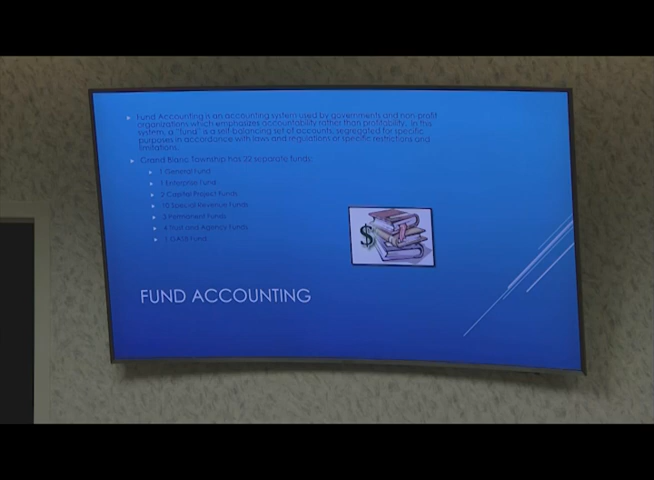 Fund Accounting is an accounting system used by governments and non-profit
organizations which emphasizes accountability rather than profitability. In this
system, a "fund" is a self-balancing set of accounts, segregated for specific
purposes in accordance with laws and regulations or specific restrictions and
limitations.
Grand Blanc Township has 22 separate funds
1 General Fund
1 Enterprise Fund
2 Capital Project Funds
10 Special Revenue Funds
3 Permanent Funds
Trust and Agency Funds
Fund
$
FUND ACCOUNTING